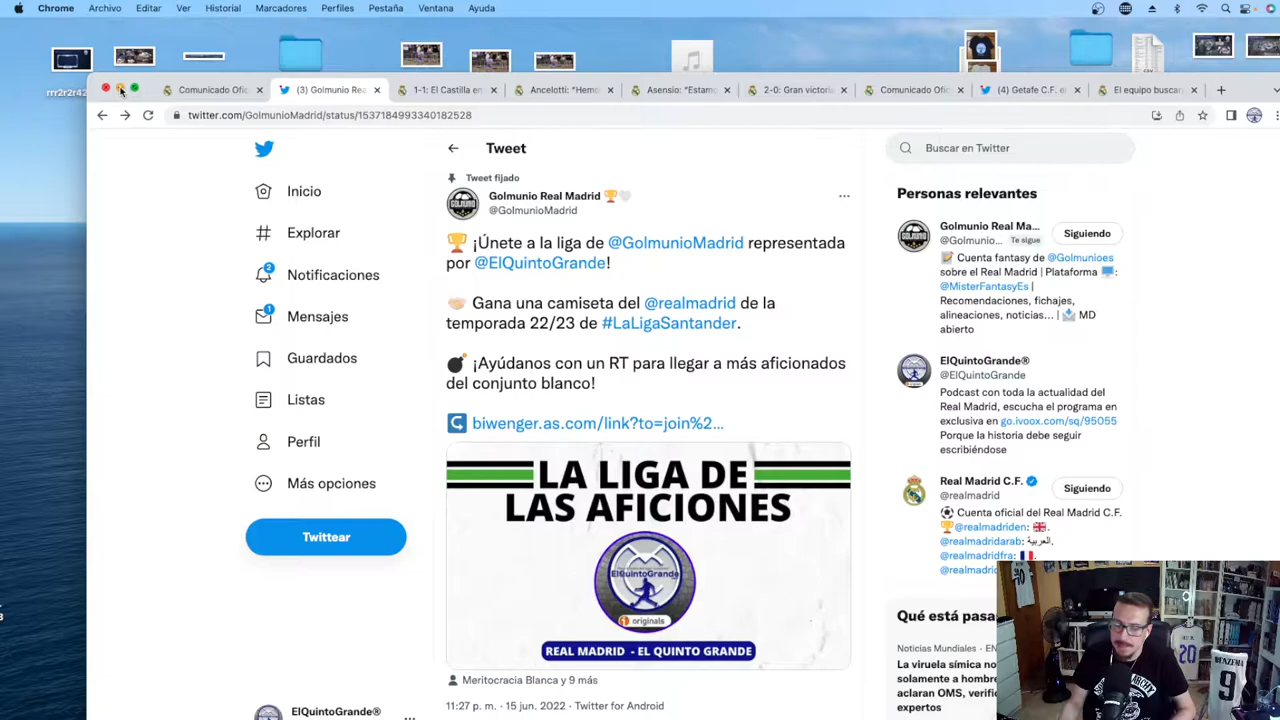 Chrome Archivo Editar Ver Historial Marcadores Perfiles Pestaña Ventana Ayuda
rrr2r2r42
Comunicado Ofic
(3) Golmunio Rea
1-1: El Castilla en
Ancelotti: "Hemo
Asensio: "Estamo
2-0: Gran victoria
Comunicado Ofic
(4) Getafe C.F. en
El equipo buscar
twitter.com/GolmunioMadrid/status/1537184993340182528
Inicio
Explorar
2
Notificaciones
1
Mensajes
Guardados
Listas
Perfil
Más opciones
Twittear
ElQuintoGrande®
Tweet
Tweet fijado
Golmunio Real Madrid 🏆🤍
@GolmunioMadrid
🏆 ¡Únete a la liga de @GolmunioMadrid representada
por @ElQuintoGrande!
🤝🏻 Gana una camiseta del @realmadrid de la
temporada 22/23 de #LaLigaSantander.
💣 ¡Ayúdanos con un RT para llegar a más aficionados
del conjunto blanco!
↪️ biwenger.as.com/link?to=join%2...
LA LIGA DE
LAS AFICIONES
ElQuintoGrande
originals
REAL MADRID - EL QUINTO GRANDE
Meritocracia Blanca y 9 más
11:27 p. m. · 15 jun. 2022 · Twitter for Android
Buscar en Twitter
Personas relevantes
Golmunio Real Ma...
@Golmunio... Te sigue
Siguiendo
📝 Cuenta fantasy de @Golmunioes
sobre el Real Madrid | Plataforma 🖥️:
@MisterFantasyEs |
Recomendaciones, fichajes,
alineaciones, noticias... | 📩 MD
abierto
ElQuintoGrande®
@ElQuintoGrande
Podcast con toda la actualidad del
Real Madrid, escucha el programa en
exclusiva en go.ivoox.com/sq/95055
Porque la historia debe seguir
escribiéndose
Real Madrid C.F.
@realmadrid
Siguiendo
⚽ Cuenta oficial del Real Madrid C.F.
🏆@realmadriden: 🇬🇧.
@realmadridarab: العربية.
@realmadridfra: 🇫🇷.
Qué está pasa
Noticias Mundiales · EN
La viruela símica no
solamente a hombre
aclaran OMS, verific
expertos
20
BENZEMA
9